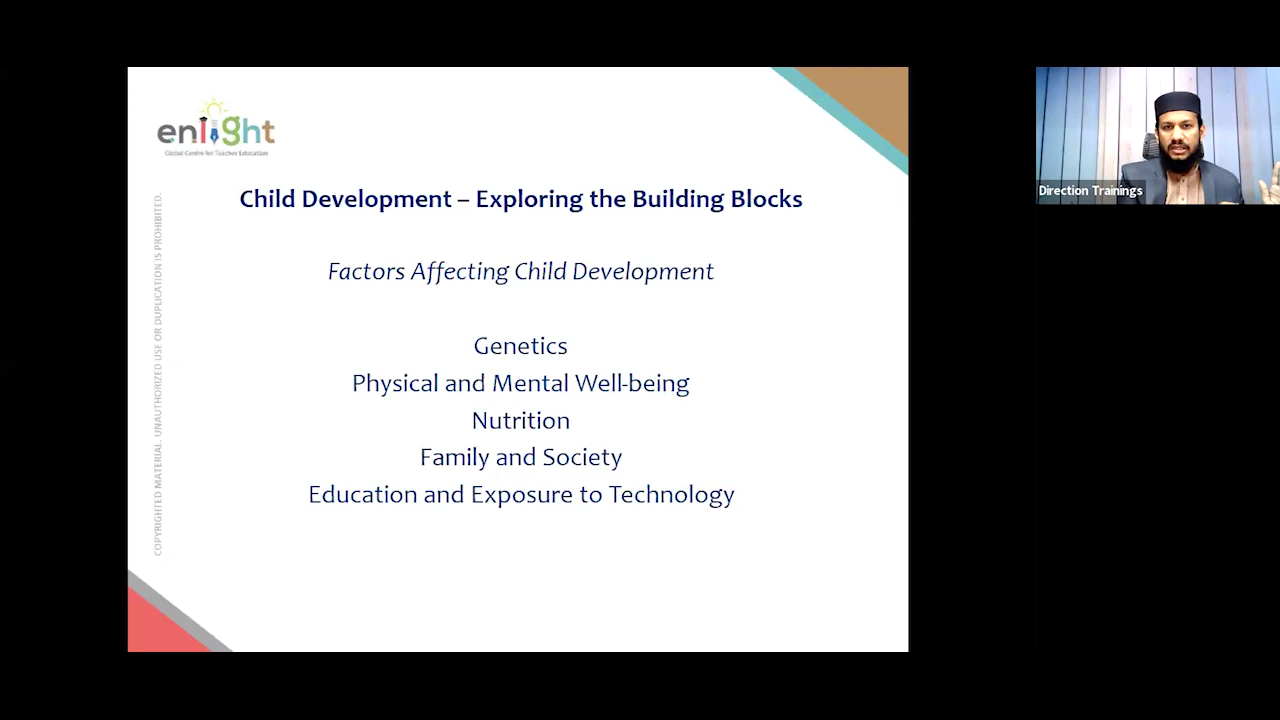 enlight
Global Centre for Teacher Education
COPYRIGHTED MATERIAL. UNAUTHORIZED USE OR DUPLICATION IS PROHIBITED.
Child Development – Exploring the Building Blocks
Factors Affecting Child Development
Genetics
Physical and Mental Well-being
Nutrition
Family and Society
Education and Exposure to Technology
Direction Trainings